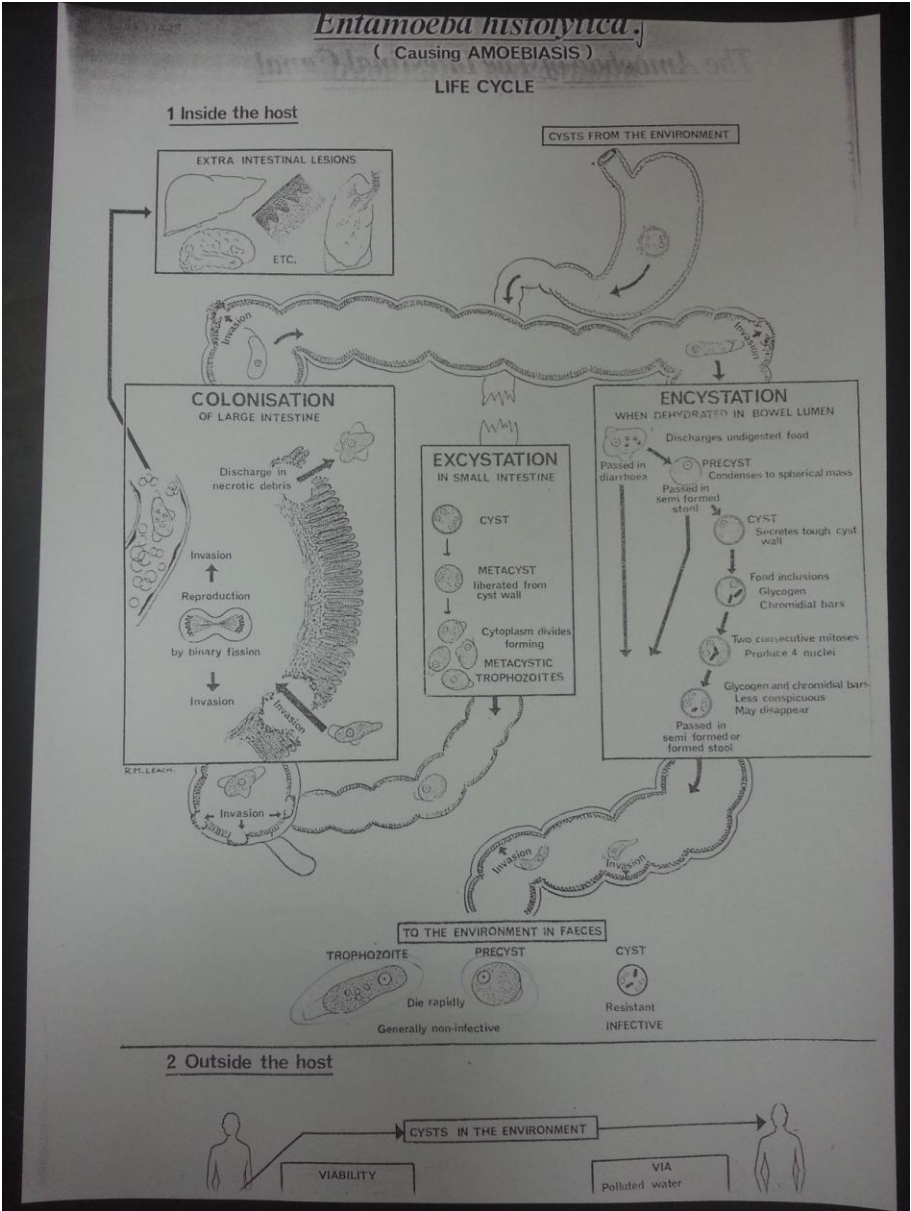 Entamoeba histolytica.
( Causing AMOEBIASIS )
LIFE CYCLE
1 Inside the host
CYSTS FROM THE ENVIRONMENT
EXTRA INTESTINAL LESIONS
ETC,
Invasion
Invasion
COLONISATION
OF LARGE INTESTINE
Discharge in
necrotic debris
Invasion
Reproduction
by binary fission
Invasion
Invasion
R.M. LEACH.
EXCYSTATION
IN SMALL INTESTINE
CYST
METACYST
liberated from
cyst wall
Cytoplasm divides
forming
METACYSTIC
TROPHOZOITES
ENCYSTATION
WHEN DEHYDRATED IN BOWEL LUMEN
Discharges undigested food
Passed in
diarrhoea
PRECYST
Condenses to spherical mass
Passed in
semi formed
stool
CYST
Secretes tough cyst
wall
Food inclusions
Glycogen
Chromidial bars
Two consecutive mitoses
Produce 4 nuclei
Glycogen and chromidial bars
Less conspicuous
May disappear
Passed in
semi formed or
formed stool
Invasion
Invasion
Invasion
TO THE ENVIRONMENT IN FAECES
TROPHOZOITE
PRECYST
CYST
Die rapidly
Generally non-infective
Resistant
INFECTIVE
2 Outside the host
CYSTS IN THE ENVIRONMENT
VIABILITY
VIA
Polluted water